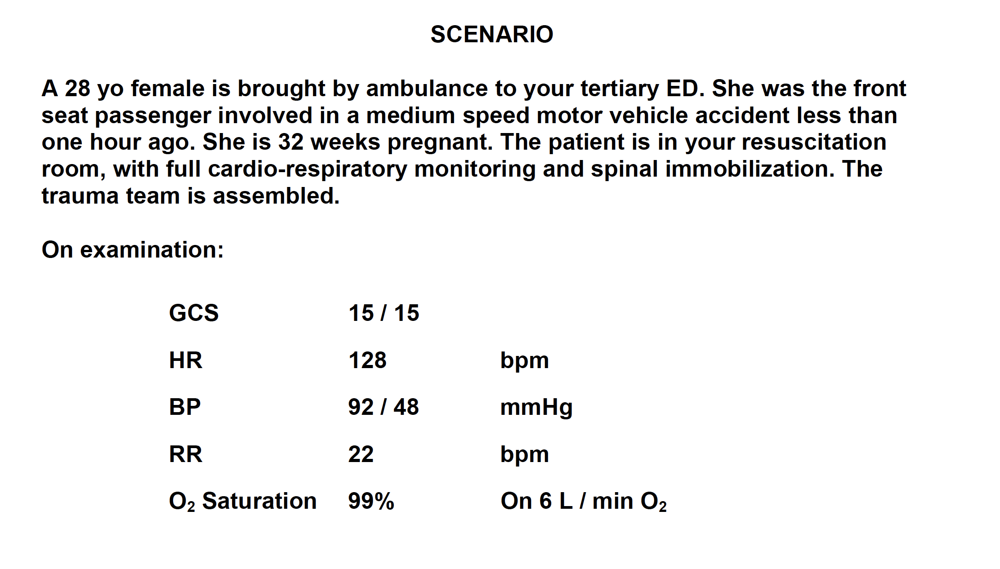 SCENARIO
A 28 yo female is brought by ambulance to your tertiary ED. She was the front
seat passenger involved in a medium speed motor vehicle accident less than
one hour ago. She is 32 weeks pregnant. The patient is in your resuscitation
room, with full cardio-respiratory monitoring and spinal immobilization. The
trauma team is assembled.
On examination:
GCS 15 / 15
HR 128 bpm
BP 92 / 48 mmHg
RR 22 bpm
O₂ Saturation 99% On 6 L / min O₂